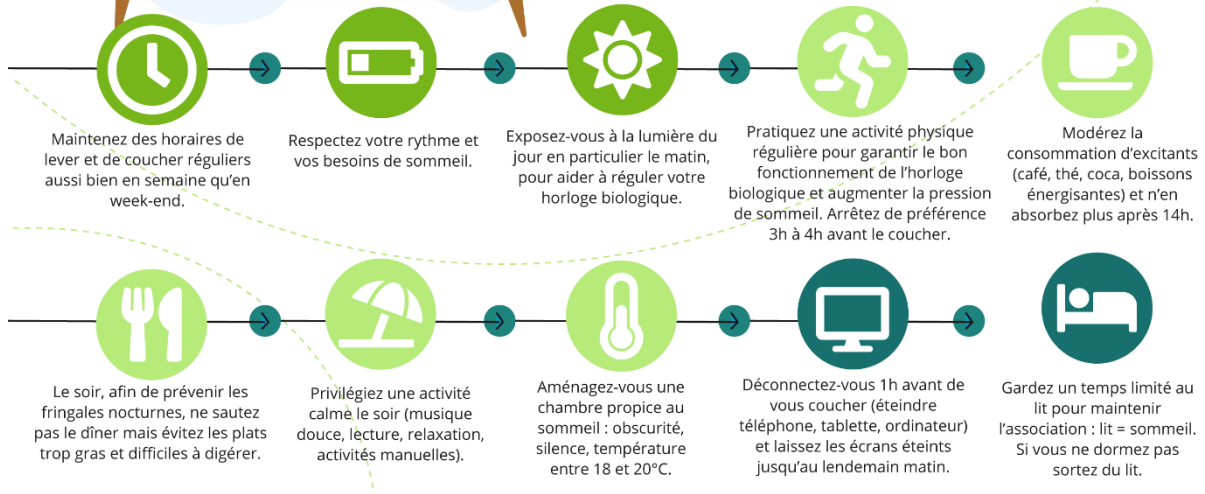 Maintenez des horaires de
lever et de coucher réguliers
aussi bien en semaine qu'en
week-end.
Respectez votre rythme et
vos besoins de sommeil.
Exposez-vous à la lumière du
jour en particulier le matin,
pour aider à réguler votre
horloge biologique.
Pratiquez une activité physique
régulière pour garantir le bon
fonctionnement de l'horloge
biologique et augmenter la pression
de sommeil. Arrêtez de préférence
3h à 4h avant le coucher.
Modérez la
consommation d'excitants
(café, thé, coca, boissons
énergisantes) et n'en
absorbez plus après 14h.
Le soir, afin de prévenir les
fringales nocturnes, ne sautez
pas le dîner mais évitez les plats
trop gras et difficiles à digérer.
Privilégiez une activité
calme le soir (musique
douce, lecture, relaxation,
activités manuelles).
Aménagez-vous une
chambre propice au
sommeil : obscurité,
silence, température
entre 18 et 20°C.
Déconnectez-vous 1h avant de
vous coucher (éteindre
téléphone, tablette, ordinateur)
et laissez les écrans éteints
jusqu'au lendemain matin.
Gardez un temps limité au
lit pour maintenir
l'association : lit = sommeil.
Si vous ne dormez pas
sortez du lit.